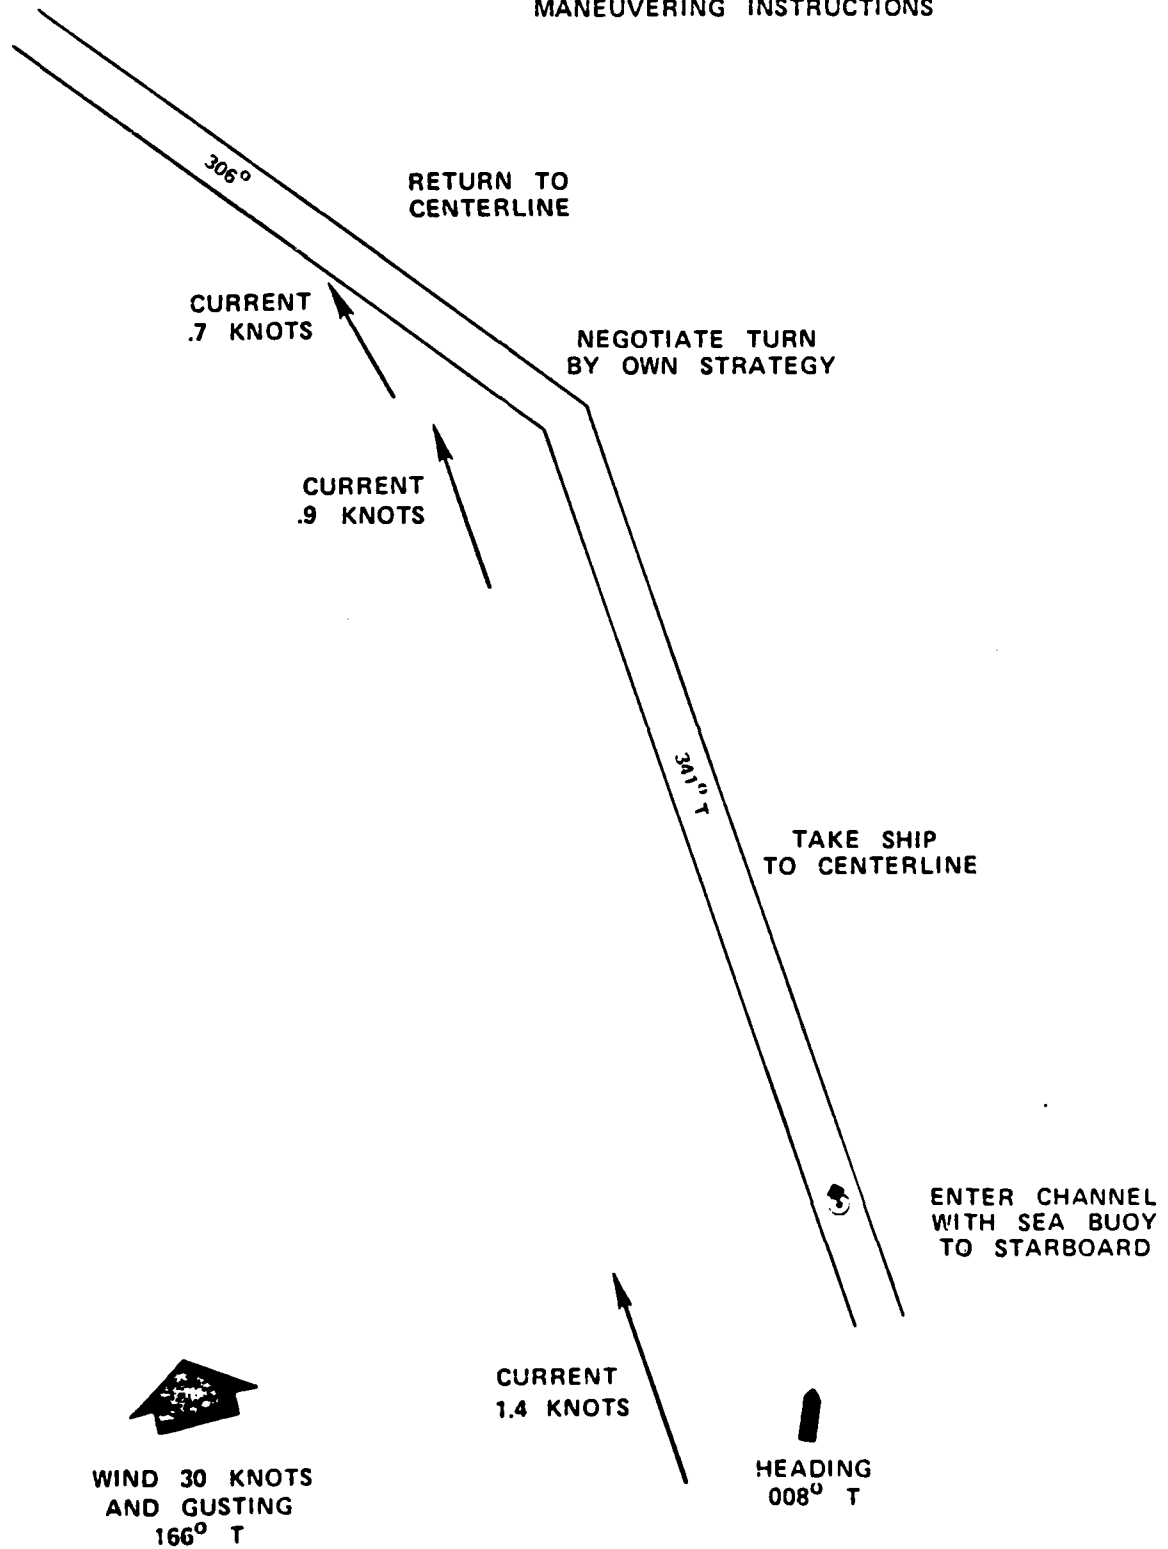 MANEUVERING INSTRUCTIONS
306°
RETURN TO
CENTERLINE
CURRENT
.7 KNOTS
NEGOTIATE TURN
BY OWN STRATEGY
CURRENT
.9 KNOTS
341° T
TAKE SHIP
TO CENTERLINE
ENTER CHANNEL
WITH SEA BUOY
TO STARBOARD
CURRENT
1.4 KNOTS
HEADING
008° T
WIND 30 KNOTS
AND GUSTING
166° T